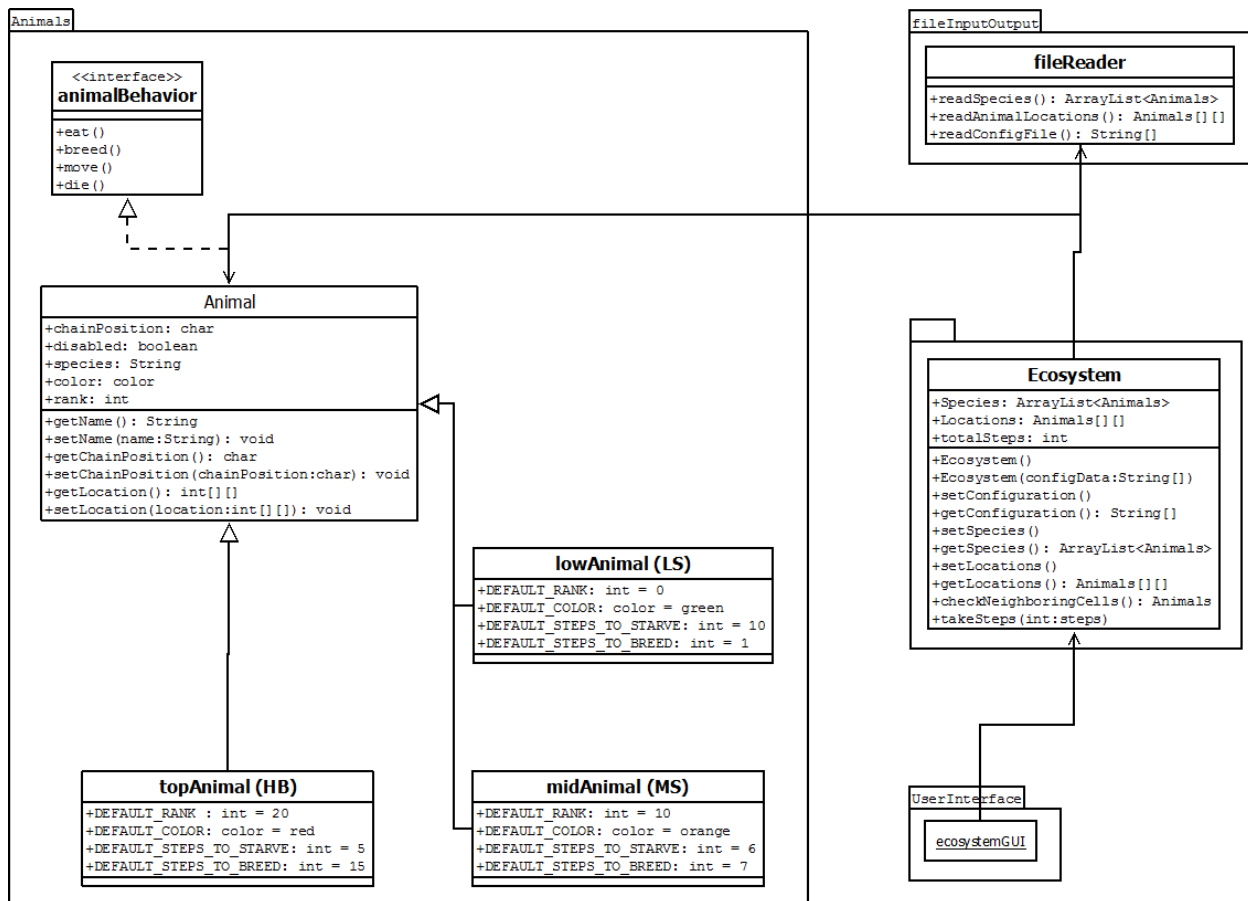 Animals
<<interface>>
animalBehavior
+eat()
+breed()
+move()
+die()
Animal
+chainPosition: char
+disabled: boolean
+species: String
+color: color
+rank: int
+getName(): String
+setName(name:String): void
+getChainPosition(): char
+setChainPosition(chainPosition:char): void
+getLocation(): int[][]
+setLocation(location:int[][]): void
lowAnimal (LS)
+DEFAULT_RANK: int = 0
+DEFAULT_COLOR: color = green
+DEFAULT_STEPS_TO_STARVE: int = 10
+DEFAULT_STEPS_TO_BREED: int = 1
topAnimal (HB)
+DEFAULT_RANK : int = 20
+DEFAULT_COLOR: color = red
+DEFAULT_STEPS_TO_STARVE: int = 5
+DEFAULT_STEPS_TO_BREED: int = 15
midAnimal (MS)
+DEFAULT_RANK: int = 10
+DEFAULT_COLOR: color = orange
+DEFAULT_STEPS_TO_STARVE: int = 6
+DEFAULT_STEPS_TO_BREED: int = 7
fileInputOutput
fileReader
+readSpecies(): ArrayList<Animals>
+readAnimalLocations(): Animals[][]
+readConfigFile(): String[]
Ecosystem
+Species: ArrayList<Animals>
+Locations: Animals[][]
+totalSteps: int
+Ecosystem()
+Ecosystem(configData:String[])
+setConfiguration()
+getConfiguration(): String[]
+setSpecies()
+getSpecies(): ArrayList<Animals>
+setLocations()
+getLocations(): Animals[][]
+checkNeighboringCells(): Animals
+takeSteps(int:steps)
UserInterface
ecosystemGUI